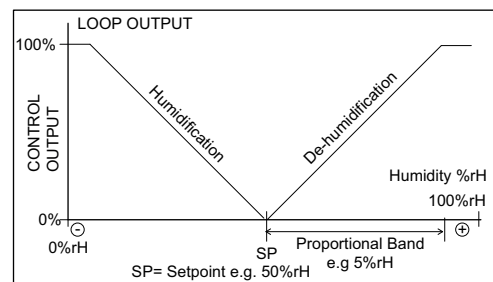 LOOP OUTPUT
100%
Humidification
De-humidification
CONTROL
OUTPUT
Humidity %rH
100%rH
0%
⊖
⊕
0%rH
SP
Proportional Band
e.g 5%rH
SP= Setpoint e.g. 50%rH